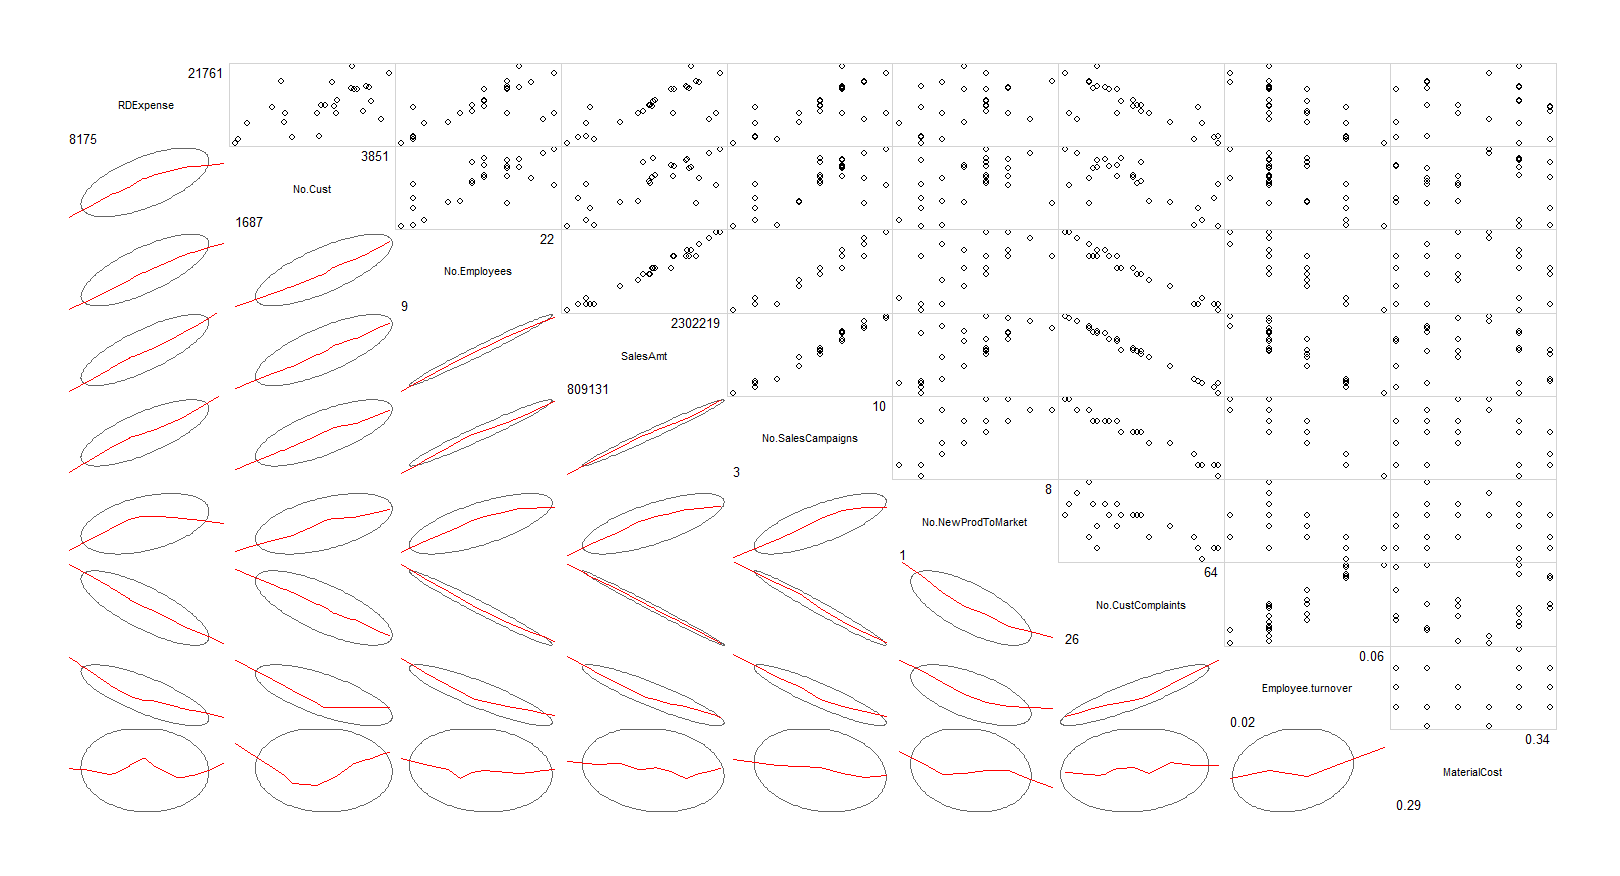 21761
RDExpense
8175
3851
No.Cust
1687
22
No.Employees
9
2302219
SalesAmt
809131
10
No.SalesCampaigns
3
8
No.NewProdToMarket
1
64
No.CustComplaints
26
0.06
Employee.turnover
0.02
0.34
MaterialCost
0.29